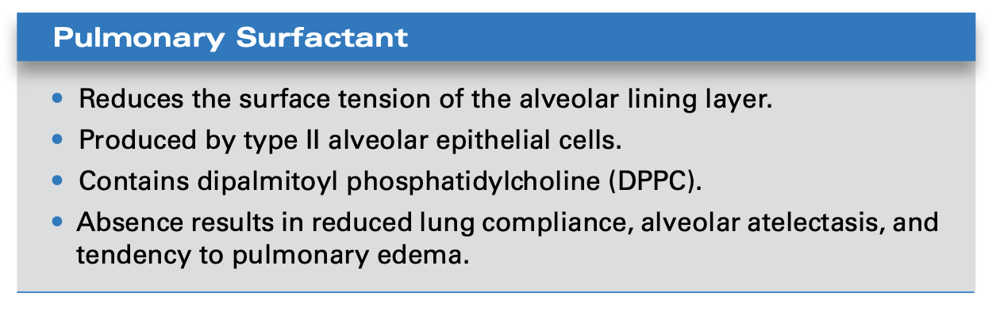 Pulmonary Surfactant
• Reduces the surface tension of the alveolar lining layer.
• Produced by type II alveolar epithelial cells.
• Contains dipalmitoyl phosphatidylcholine (DPPC).
• Absence results in reduced lung compliance, alveolar atelectasis, and
tendency to pulmonary edema.